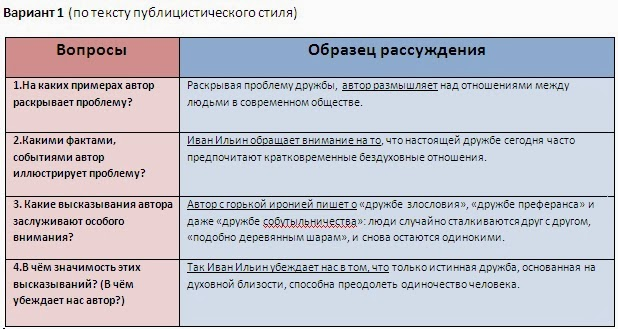 Вариант 1 (по тексту публицистического стиля)
Вопросы
Образец рассуждения
1.На каких примерах автор
раскрывает проблему?
Раскрывая проблему дружбы, автор размышляет над отношениями между
людьми в современном обществе.
2.Какими фактами,
событиями автор
иллюстрирует проблему?
Иван Ильин обращает внимание на то, что настоящей дружбе сегодня часто
предпочитают кратковременные бездуховные отношения.
3. Какие высказывания автора
заслуживают особого
внимания?
Автор с горькой иронией пишет о «дружбе злословия», «дружбе преферанса» и
даже «дружбе собутыльничества»: люди случайно сталкиваются друг с другом,
«подобно деревянным шарам», и снова остаются одинокими.
4.В чём значимость этих
высказываний? (В чём
убеждает нас автор?)
Так Иван Ильин убеждает нас в том, что только истинная дружба, основанная на
духовной близости, способна преодолеть одиночество человека.